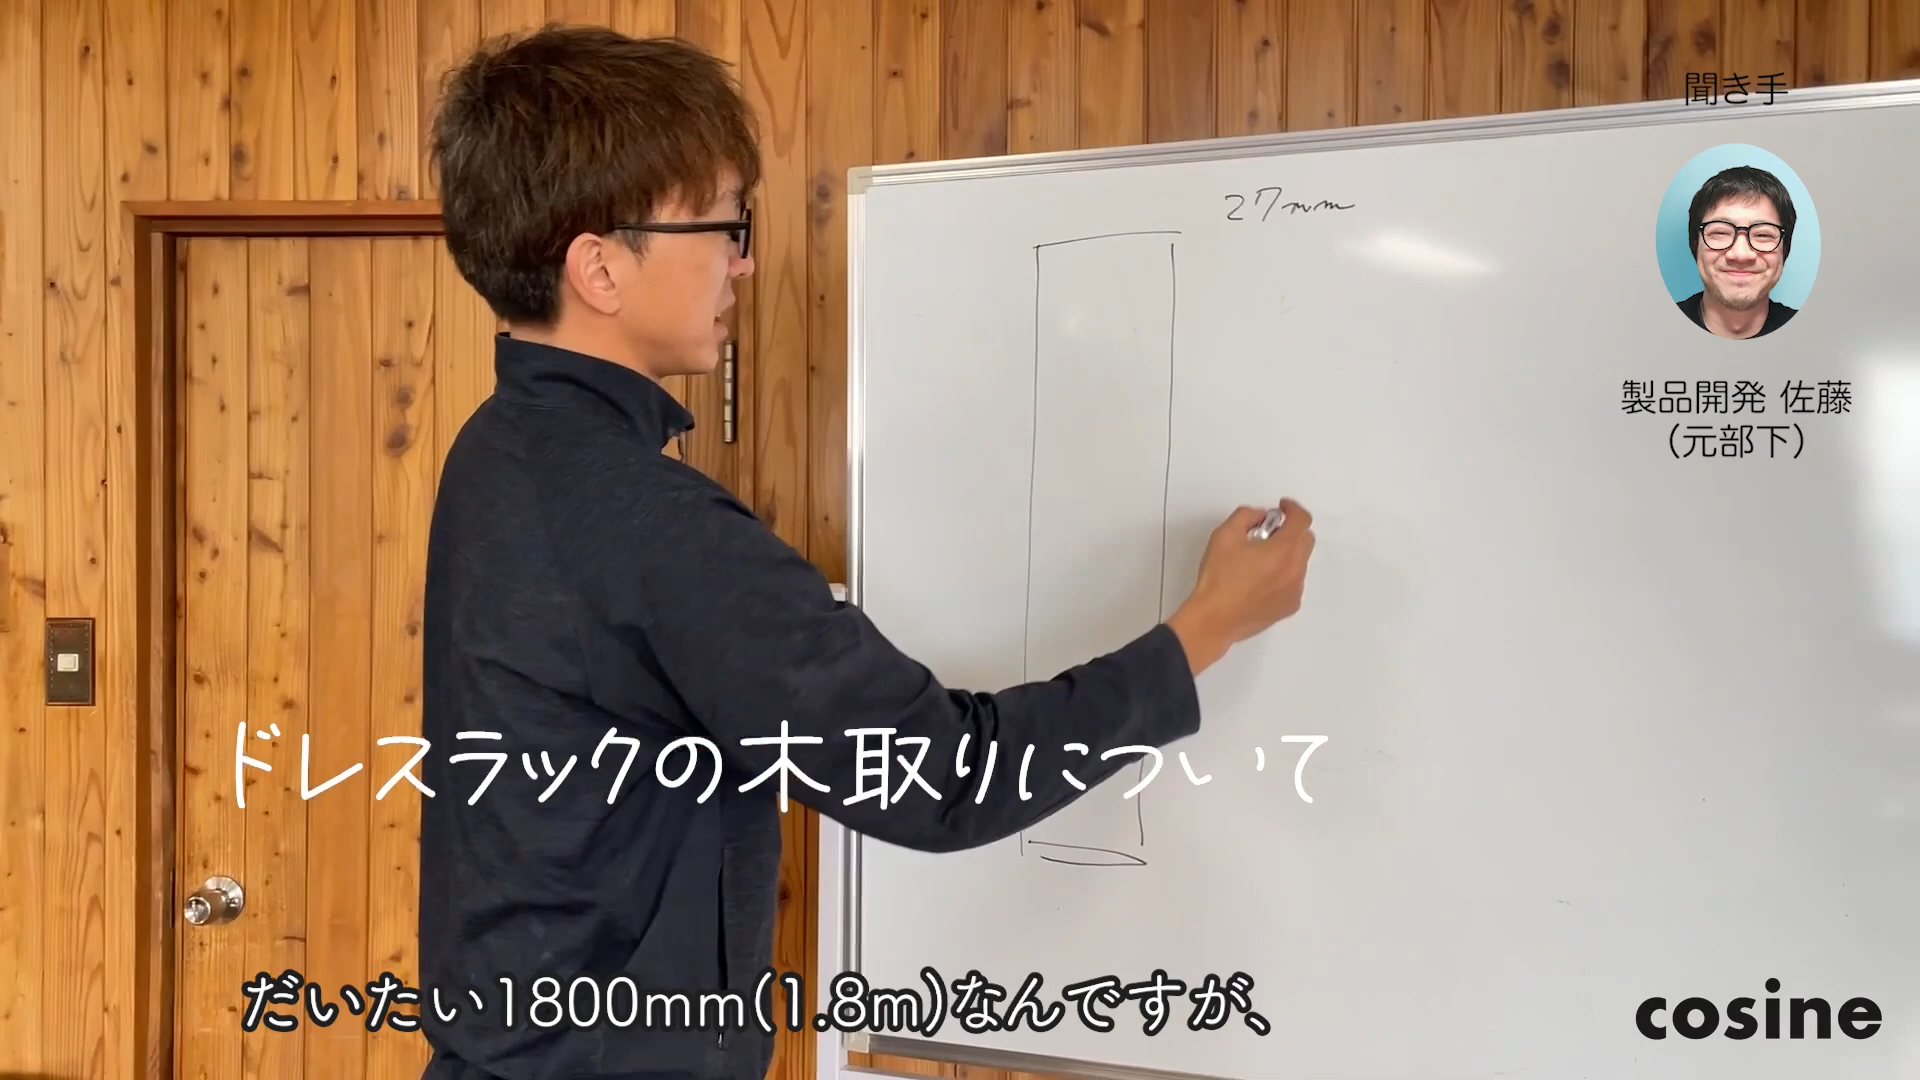 聞き手
27mm
製品開発 佐藤
（元部下）
ドレスラックの木取りについて
だいたい1800mm(1.8m)なんですが、
cosine